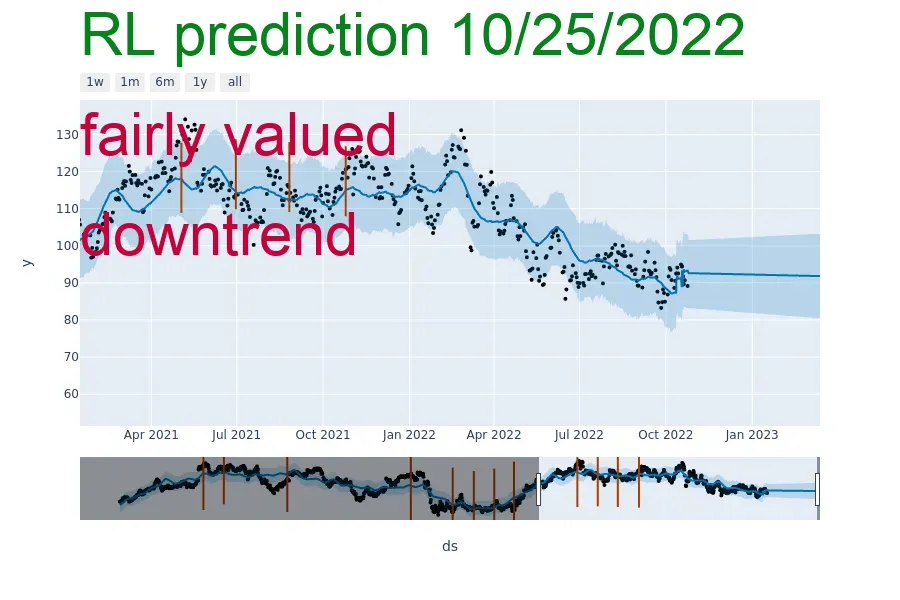 RL prediction 10/25/2022
1w 1m 6m 1y all
fairly valued
downtrend
130
120
110
100
90
80
70
60
y
Apr 2021 Jul 2021 Oct 2021 Jan 2022 Apr 2022 Jul 2022 Oct 2022 Jan 2023
ds